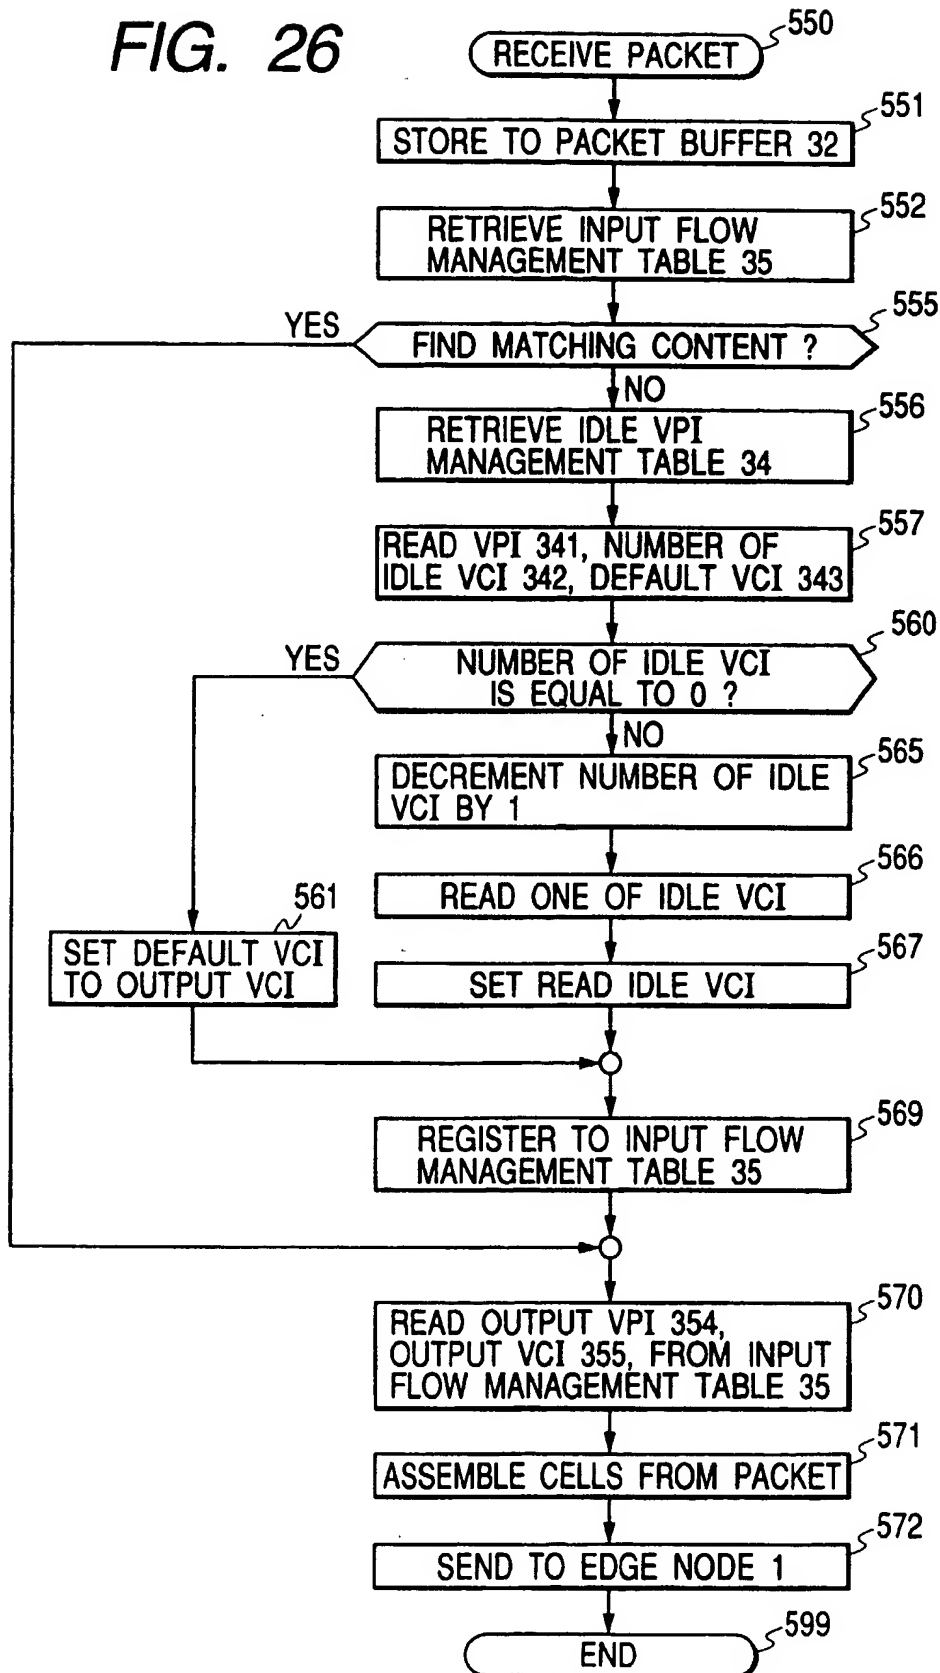 FIG. 26
RECEIVE PACKET
550
STORE TO PACKET BUFFER 32
551
RETRIEVE INPUT FLOW
MANAGEMENT TABLE 35
552
YES
FIND MATCHING CONTENT ?
555
NO
RETRIEVE IDLE VPI
MANAGEMENT TABLE 34
556
READ VPI 341, NUMBER OF
IDLE VCI 342, DEFAULT VCI 343
557
YES
NUMBER OF IDLE VCI
IS EQUAL TO 0 ?
560
NO
DECREMENT NUMBER OF IDLE
VCI BY 1
565
READ ONE OF IDLE VCI
566
561
SET DEFAULT VCI
TO OUTPUT VCI
SET READ IDLE VCI
567
REGISTER TO INPUT FLOW
MANAGEMENT TABLE 35
569
READ OUTPUT VPI 354,
OUTPUT VCI 355, FROM INPUT
FLOW MANAGEMENT TABLE 35
570
ASSEMBLE CELLS FROM PACKET
571
SEND TO EDGE NODE 1
572
END
599